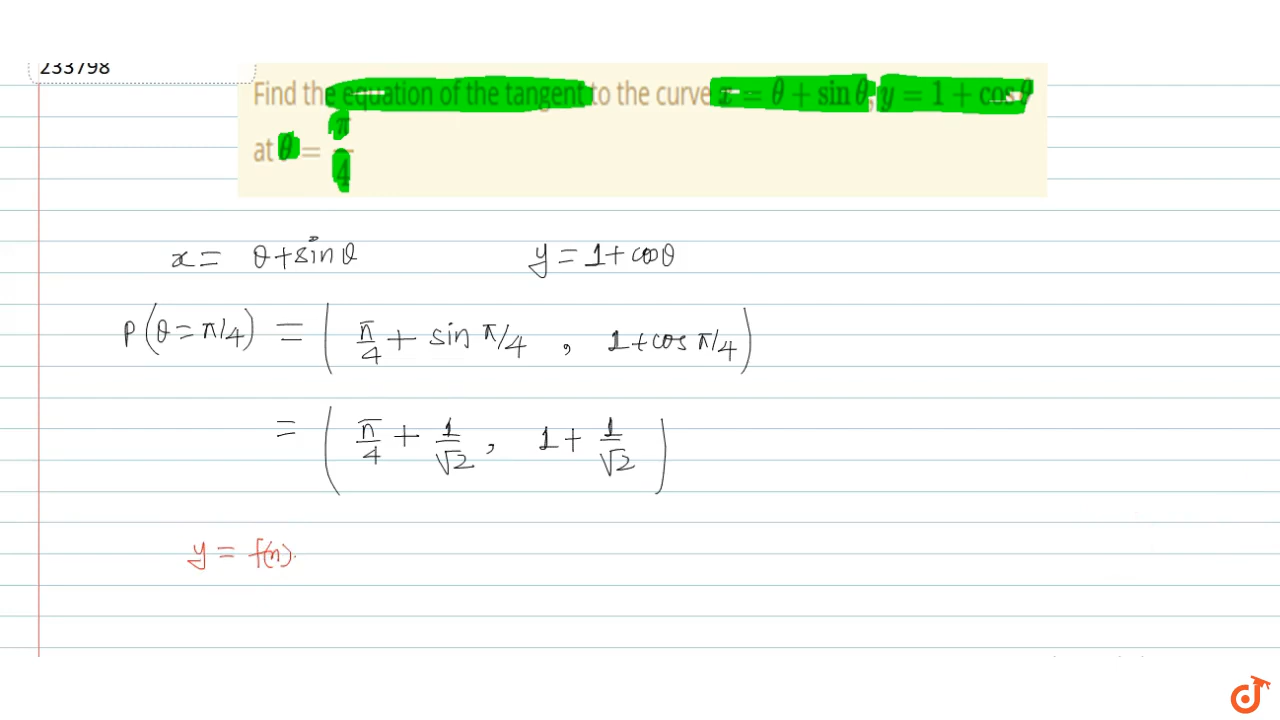 233798
Find the equation of the tangent to the curve x = θ + sin θ, y = 1 + cos θ
at θ = π/4
x = θ + sin θ y = 1 + cos θ
P(θ = π/4) = (π/4 + sin π/4 , 1 + cos π/4)
= (π/4 + 1/√2 , 1 + 1/√2)
y = f(n).